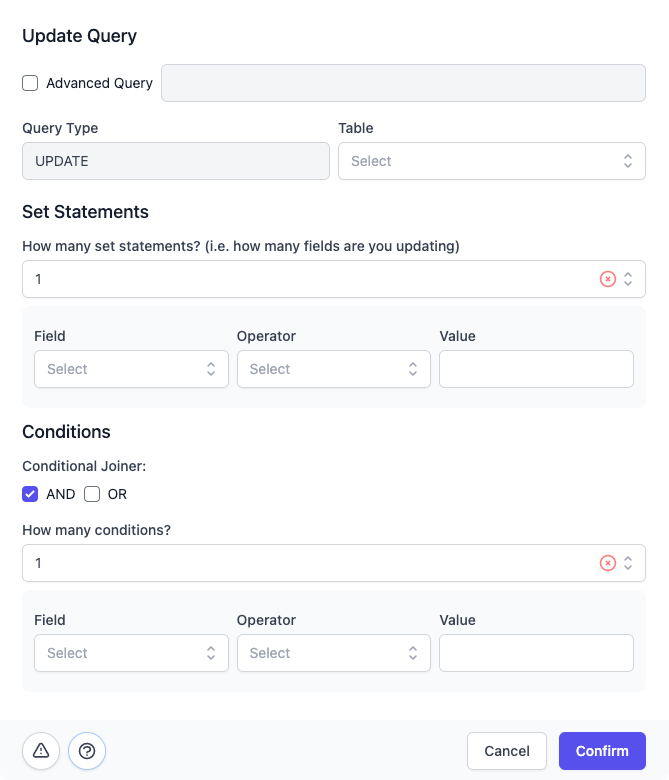 Update Query
Advanced Query
Query Type Table
UPDATE Select
Set Statements
How many set statements? (i.e. how many fields are you updating)
1
Field Operator Value
Select Select
Conditions
Conditional Joiner:
AND OR
How many conditions?
1
Field Operator Value
Select Select
Cancel Confirm